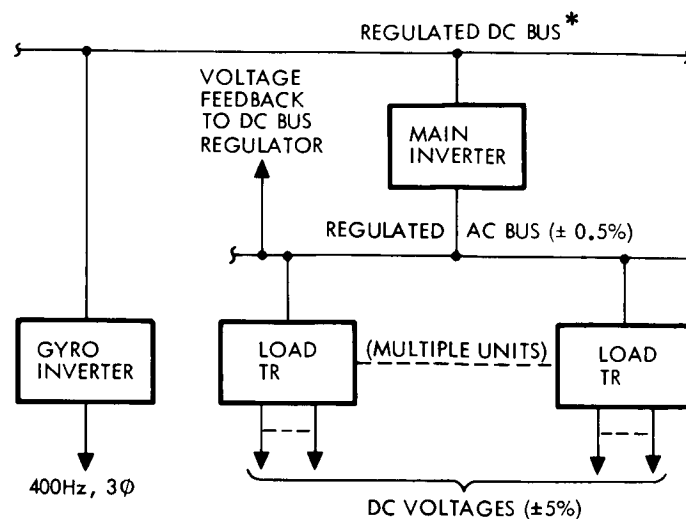 REGULATED DC BUS*
VOLTAGE
FEEDBACK
TO DC BUS
REGULATOR
MAIN
INVERTER
REGULATED AC BUS (± 0.5%)
GYRO
INVERTER
LOAD
TR
(MULTIPLE UNITS)
LOAD
TR
400Hz, 3Ø
DC VOLTAGES (±5%)